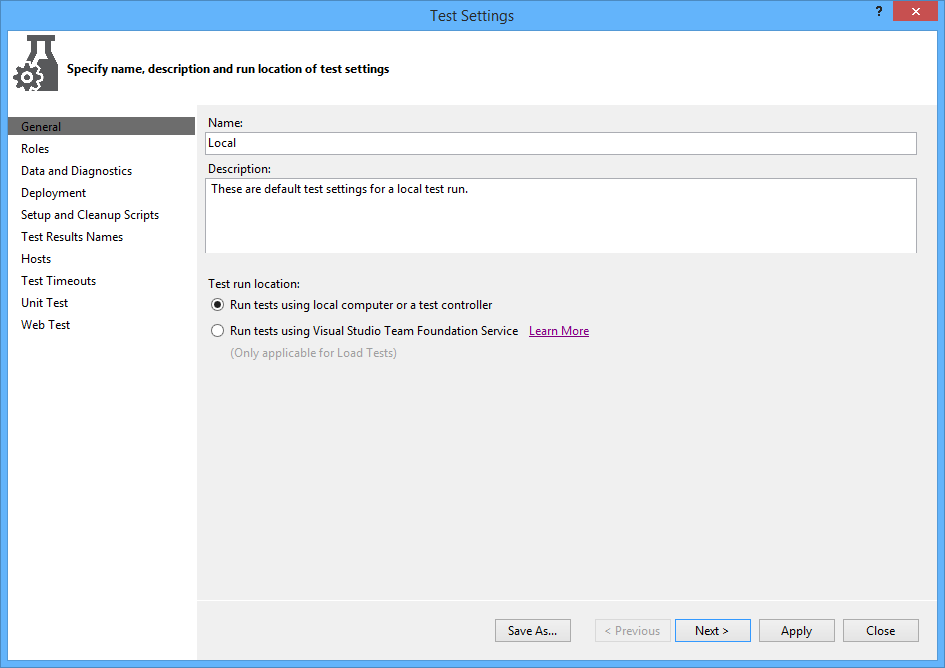 Test Settings
?
Specify name, description and run location of test settings
General
Roles
Data and Diagnostics
Deployment
Setup and Cleanup Scripts
Test Results Names
Hosts
Test Timeouts
Unit Test
Web Test
Name:
Local
Description:
These are default test settings for a local test run.
Test run location:
Run tests using local computer or a test controller
Run tests using Visual Studio Team Foundation Service Learn More
(Only applicable for Load Tests)
Save As... < Previous Next > Apply Close